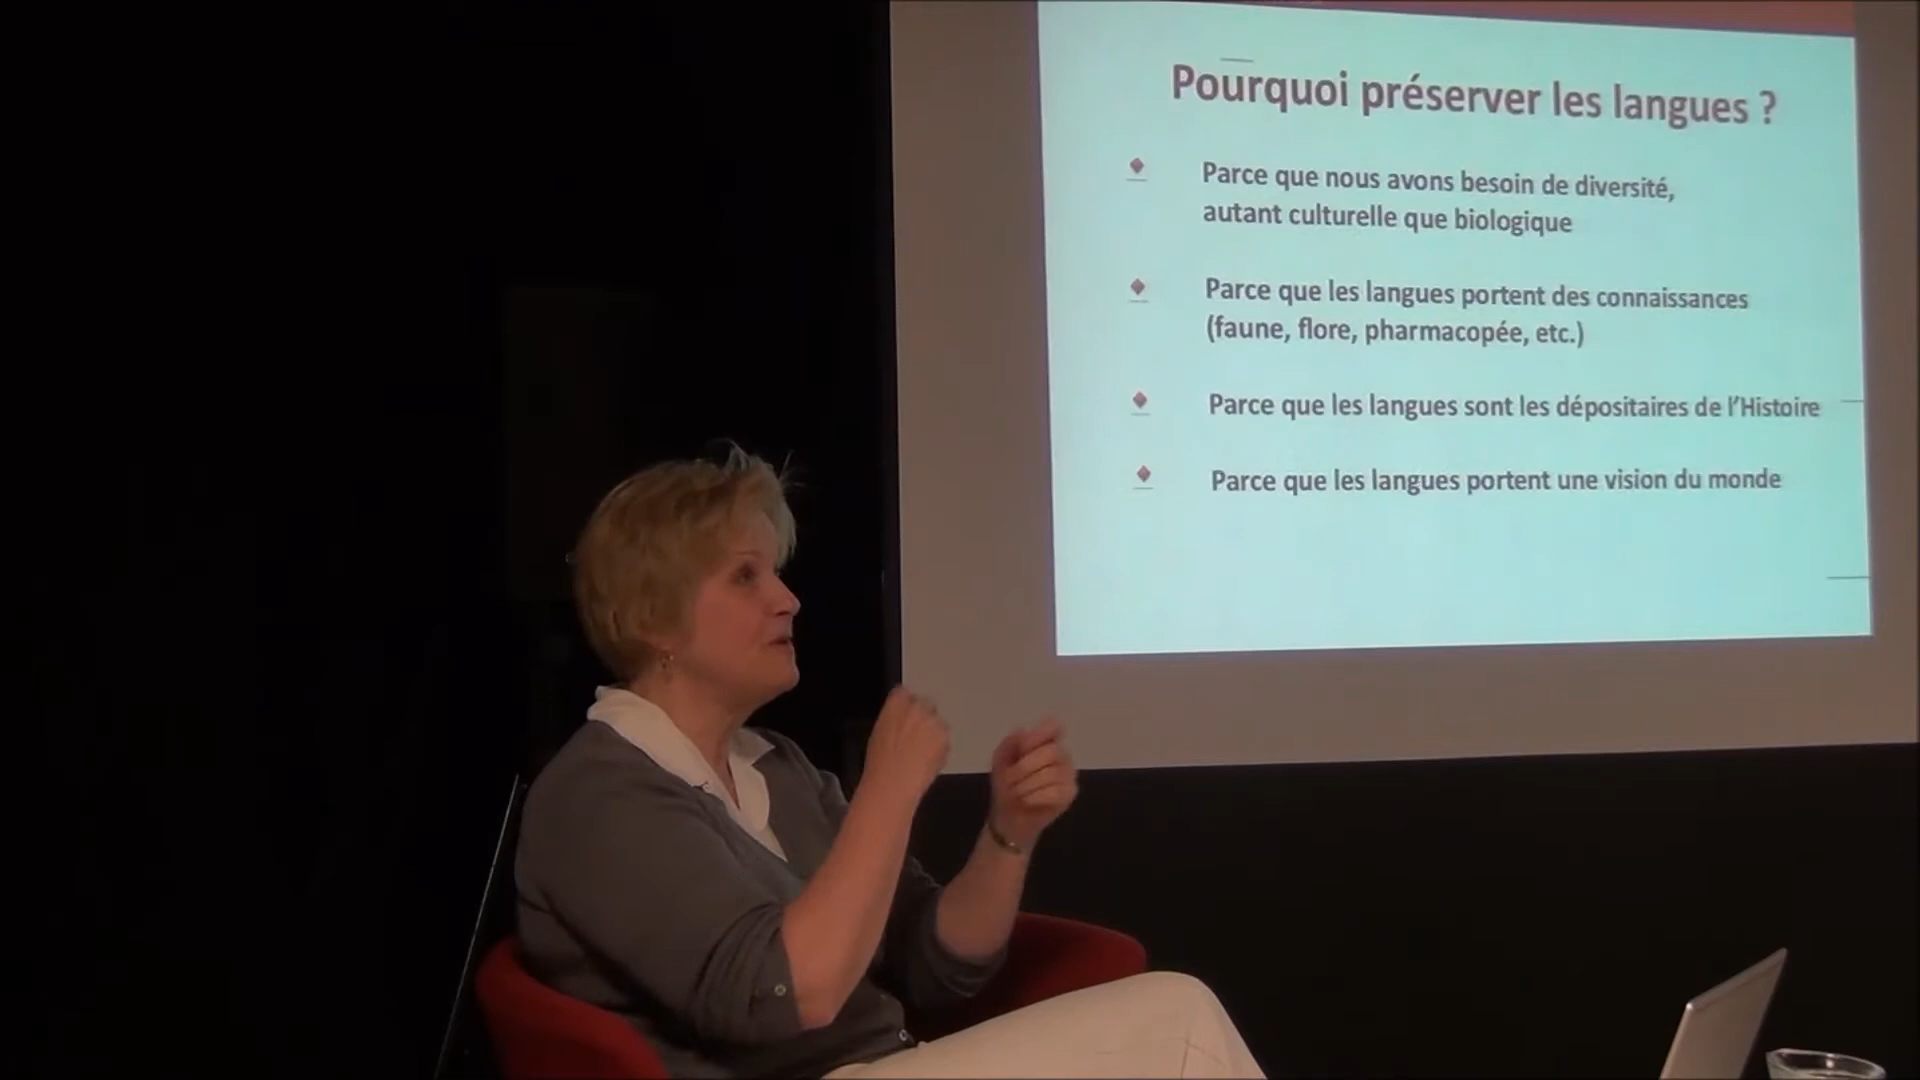 Pourquoi préserver les langues ?
Parce que nous avons besoin de diversité,
autant culturelle que biologique
Parce que les langues portent des connaissances
(faune, flore, pharmacopée, etc.)
Parce que les langues sont les dépositaires de l'Histoire
Parce que les langues portent une vision du monde